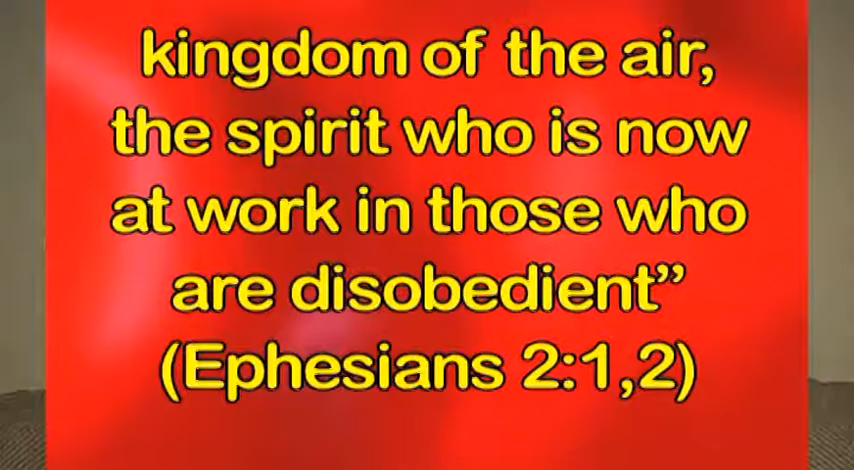 kingdom of the air,
the spirit who is now
at work in those who
are disobedient”
(Ephesians 2:1,2)